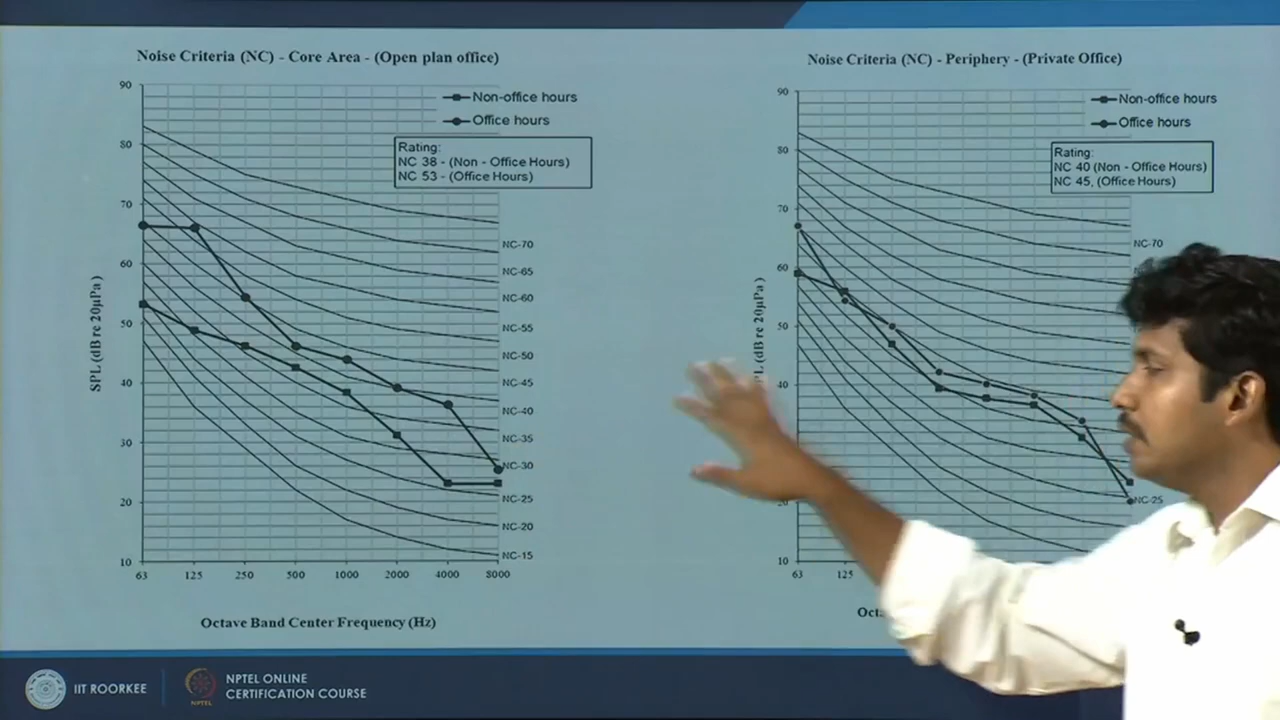 Noise Criteria (NC) - Core Area - (Open plan office)
90
Non-office hours
Office hours
Rating:
NC 38 - (Non - Office Hours)
NC 53 - (Office Hours)
80
70
60
50
40
30
20
10
SPL (dB re 20µPa )
NC-70
NC-65
NC-60
NC-55
NC-50
NC-45
NC-40
NC-35
NC-30
NC-25
NC-20
NC-15
63 125 250 500 1000 2000 4000 8000
Octave Band Center Frequency (Hz)
Noise Criteria (NC) - Periphery - (Private Office)
90
Non-office hours
Office hours
Rating:
NC 40 (Non - Office Hours)
NC 45, (Office Hours)
80
70
60
50
40
10
(dB re 20µPa )
NC-70
NC-25
63 125
IIT ROORKEE
NPTEL
NPTEL ONLINE
CERTIFICATION COURSE